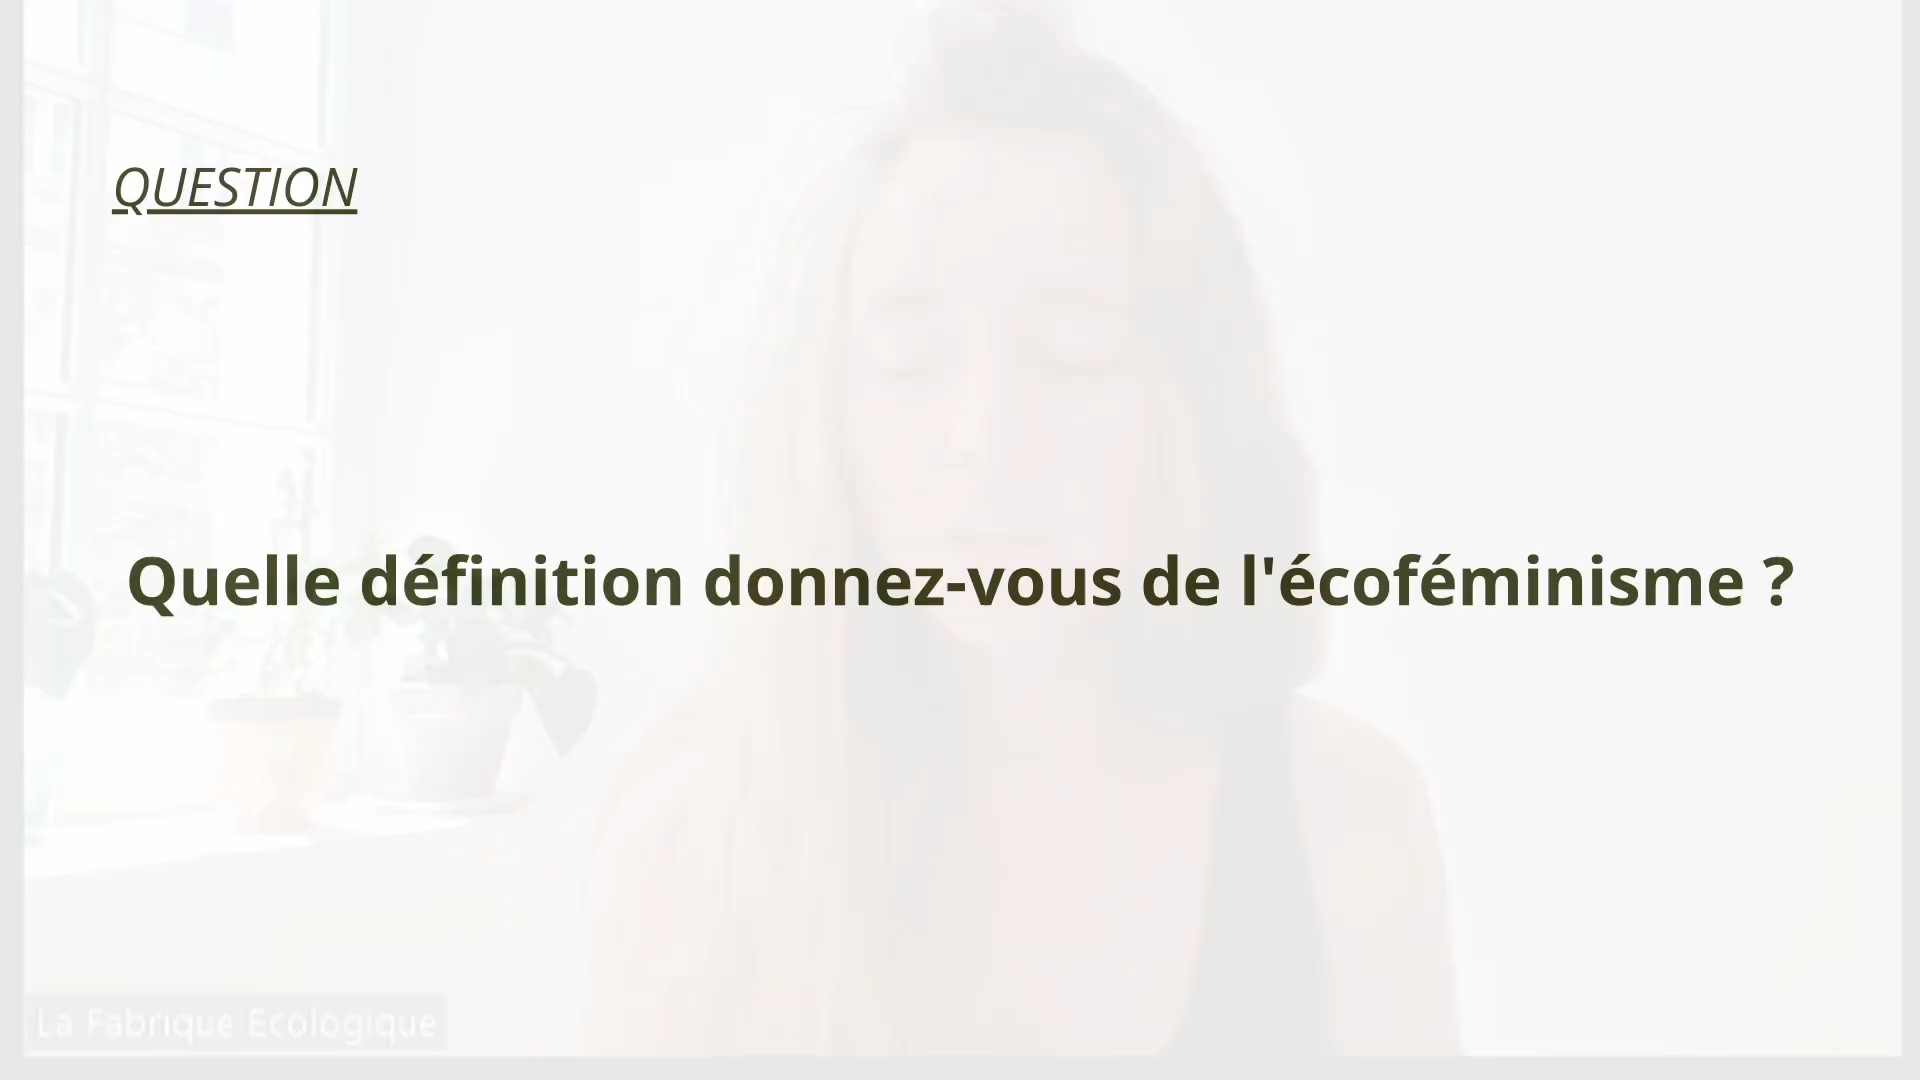 QUESTION
Quelle définition donnez-vous de l'écoféminisme ?
La Fabrique Ecologique